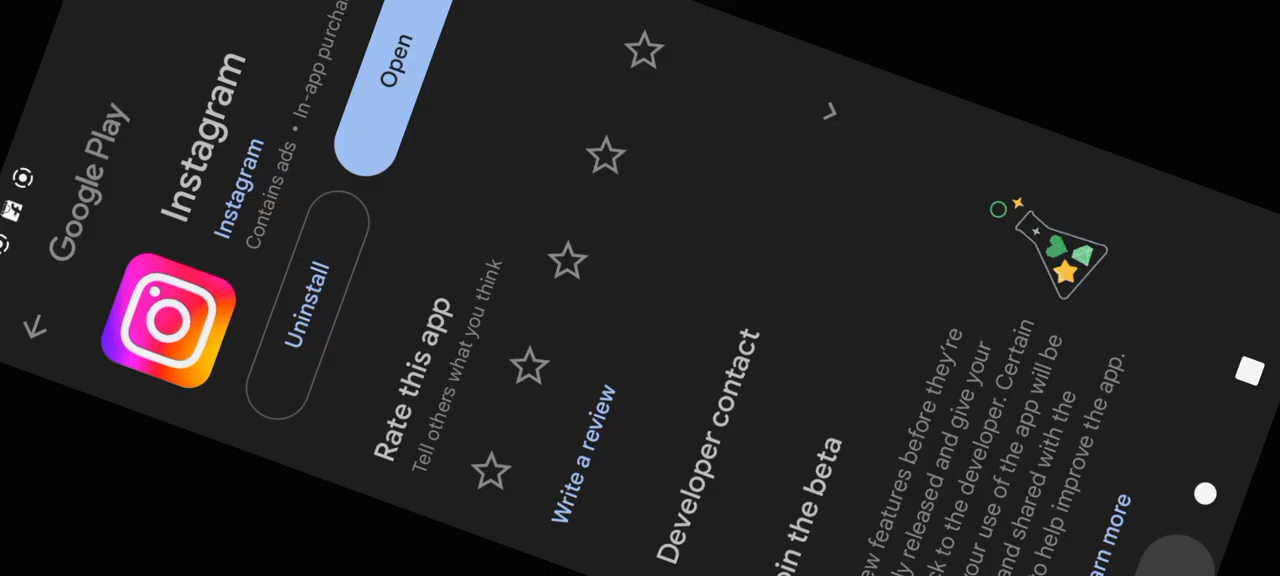 Google Play
Instagram
Instagram
Contains ads • In-app
Uninstall
Open
Rate this app
Tell others what you think
Write a review
Developer contact
the beta
features before they're
released and give your
to the developer. Certain
your use of the app will be
and shared with the
to help improve the app.